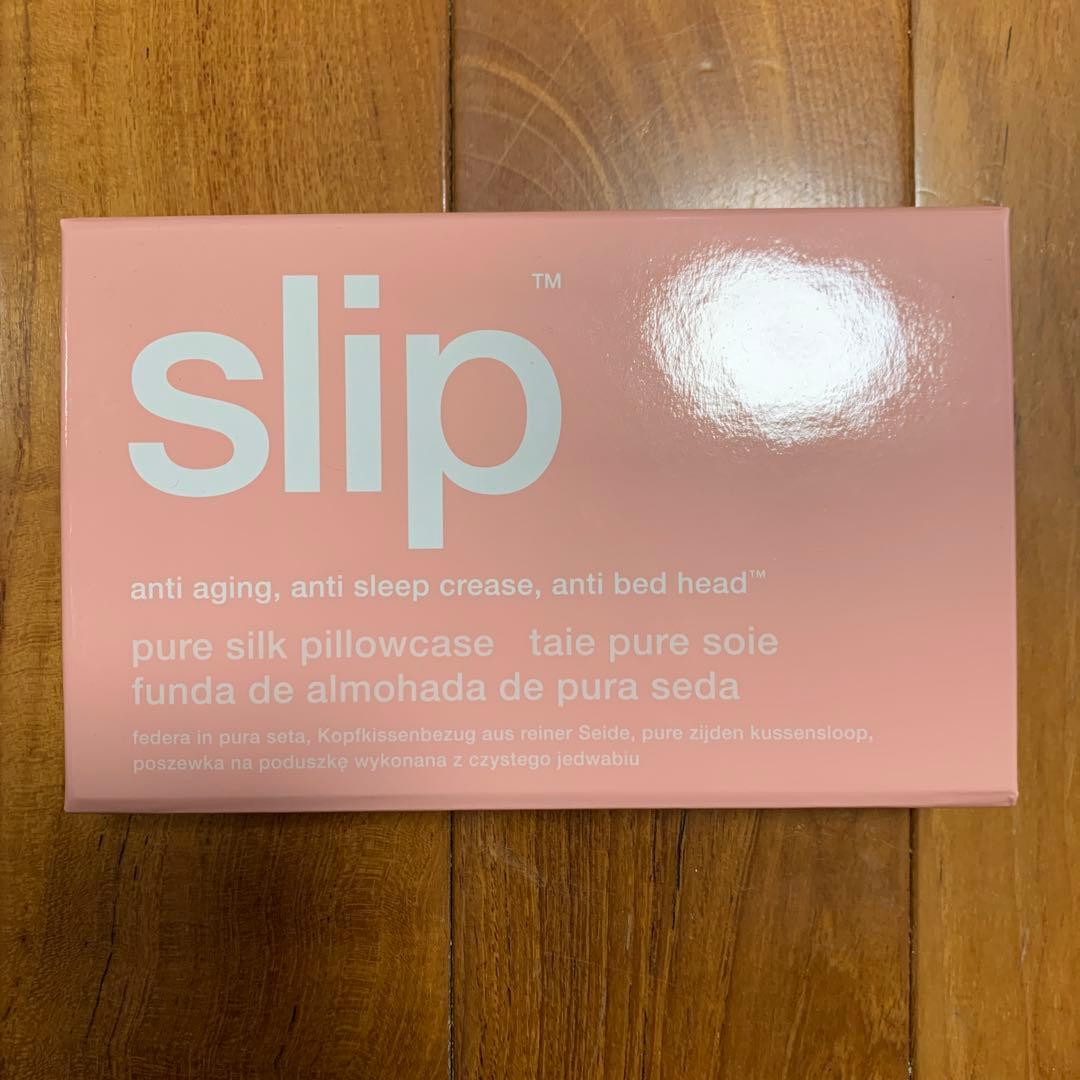 slip™
anti aging, anti sleep crease, anti bed head™
pure silk pillowcase taie pure soie
funda de almohada de pura seda
federa in pura seta, Kopfkissenbezug aus reiner Seide, pure zijden kussensloop,
poszewka na poduszkę wykonana z czystego jedwabiu